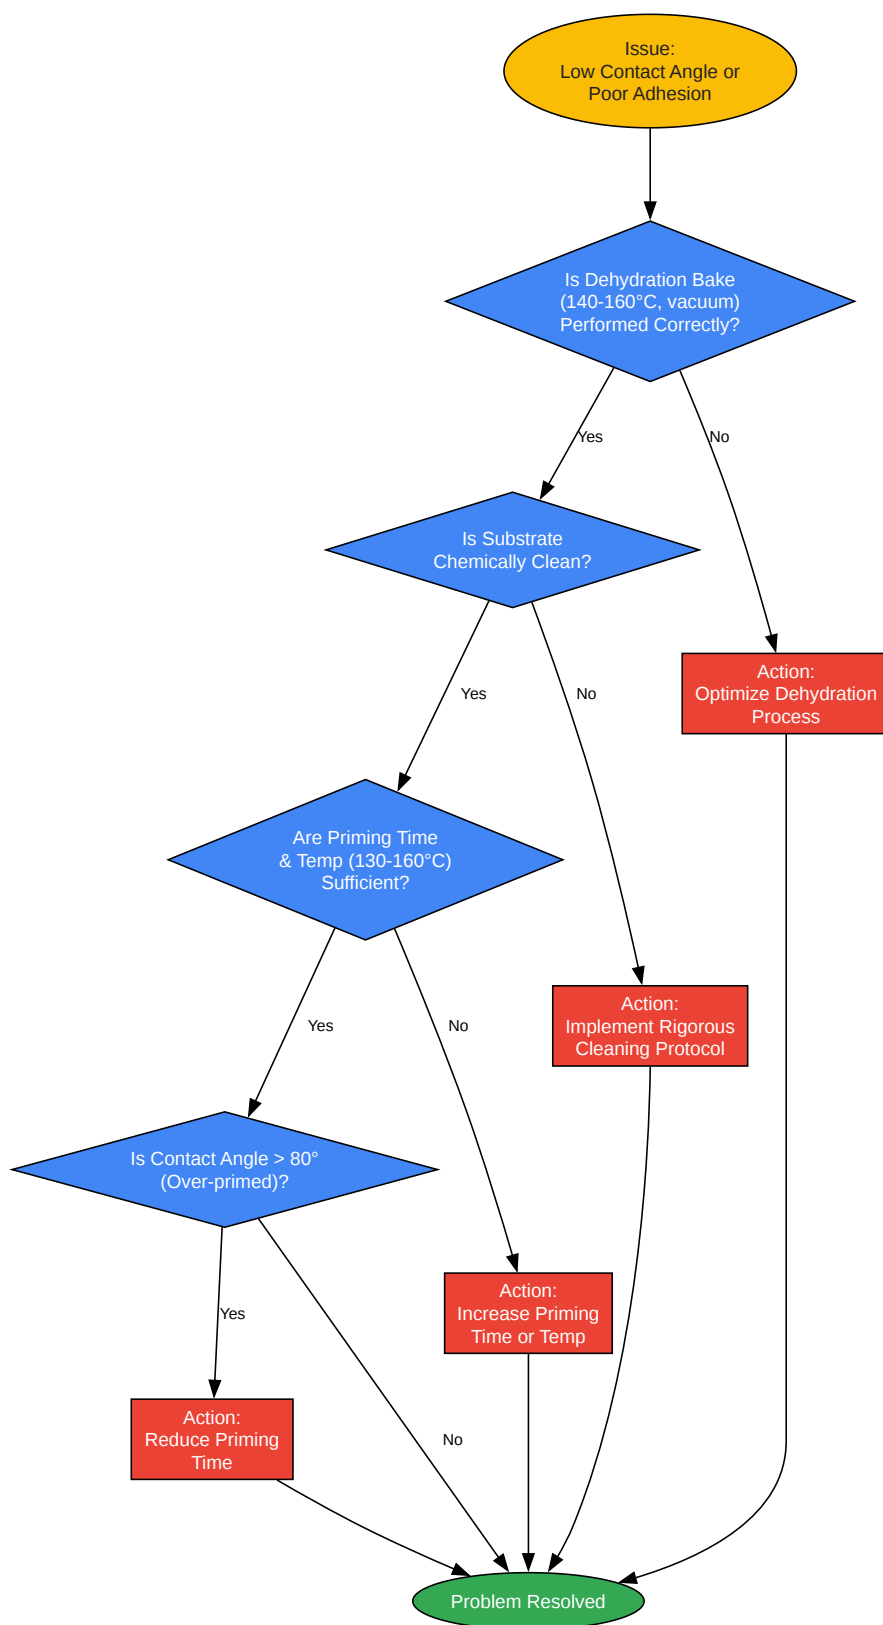 Issue:
Low Contact Angle or
Poor Adhesion
Is Dehydration Bake
(140-160°C, vacuum)
Performed Correctly?
Yes
No
Is Substrate
Chemically Clean?
Action:
Optimize Dehydration
Process
Yes
No
Are Priming Time
& Temp (130-160°C)
Sufficient?
Action:
Implement Rigorous
Cleaning Protocol
Yes
No
Is Contact Angle > 80°
(Over-primed)?
Action:
Increase Priming
Time or Temp
Yes
Action:
Reduce Priming
Time
No
Problem Resolved